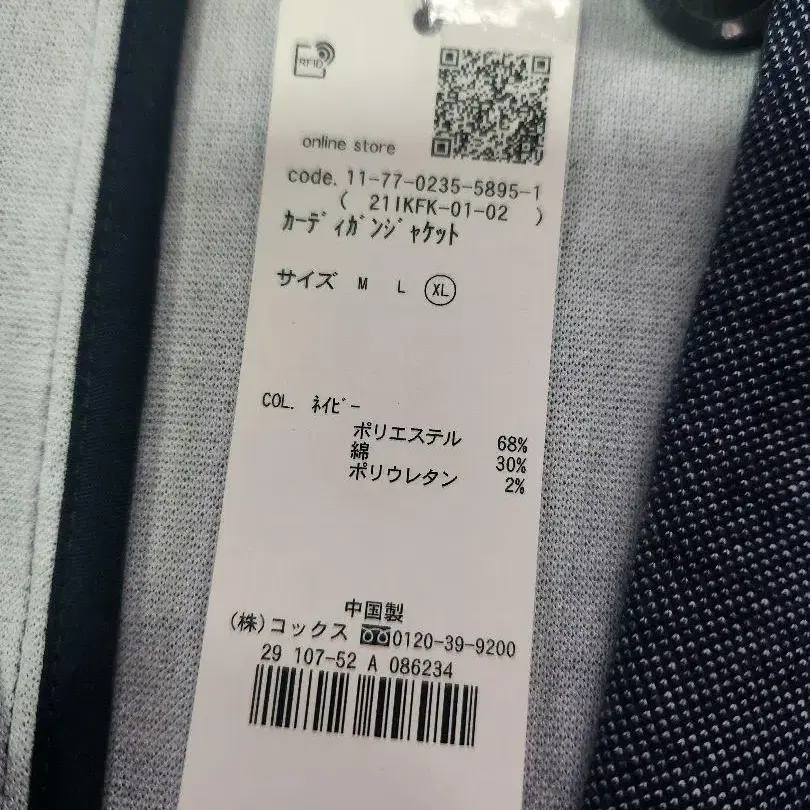 RFID
online store
code. 11-77-0235-5895-1
( 21IKFK-01-02 )
ｶｰﾃﾞｨｶﾞﾝｼﾞｬｹｯﾄ
サイズ M L XL
COL. ﾈｲﾋﾞｰ
ポリエステル 68%
綿 30%
ポリウレタン 2%
中国製
(株)コックス 0120-39-9200
29 107-52 A 086234